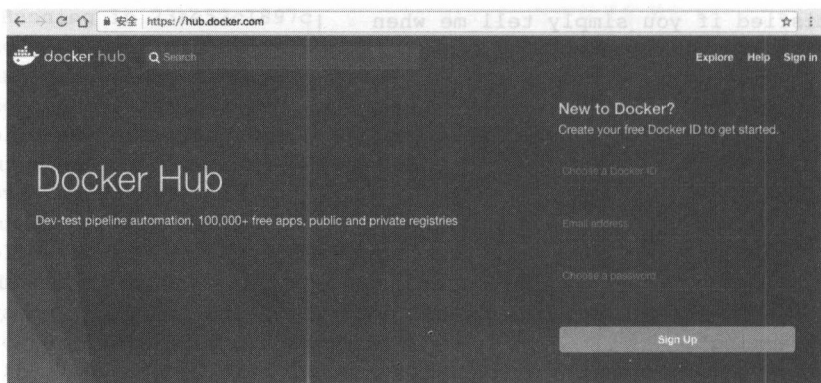 安全 https://hub.docker.com
docker hub Search Explore Help Sign in
New to Docker?
Create your free Docker ID to get started.
Choose a Docker ID
Docker Hub
Dev-test pipeline automation, 100,000+ free apps, public and private registries
Email address
Choose a password
Sign Up